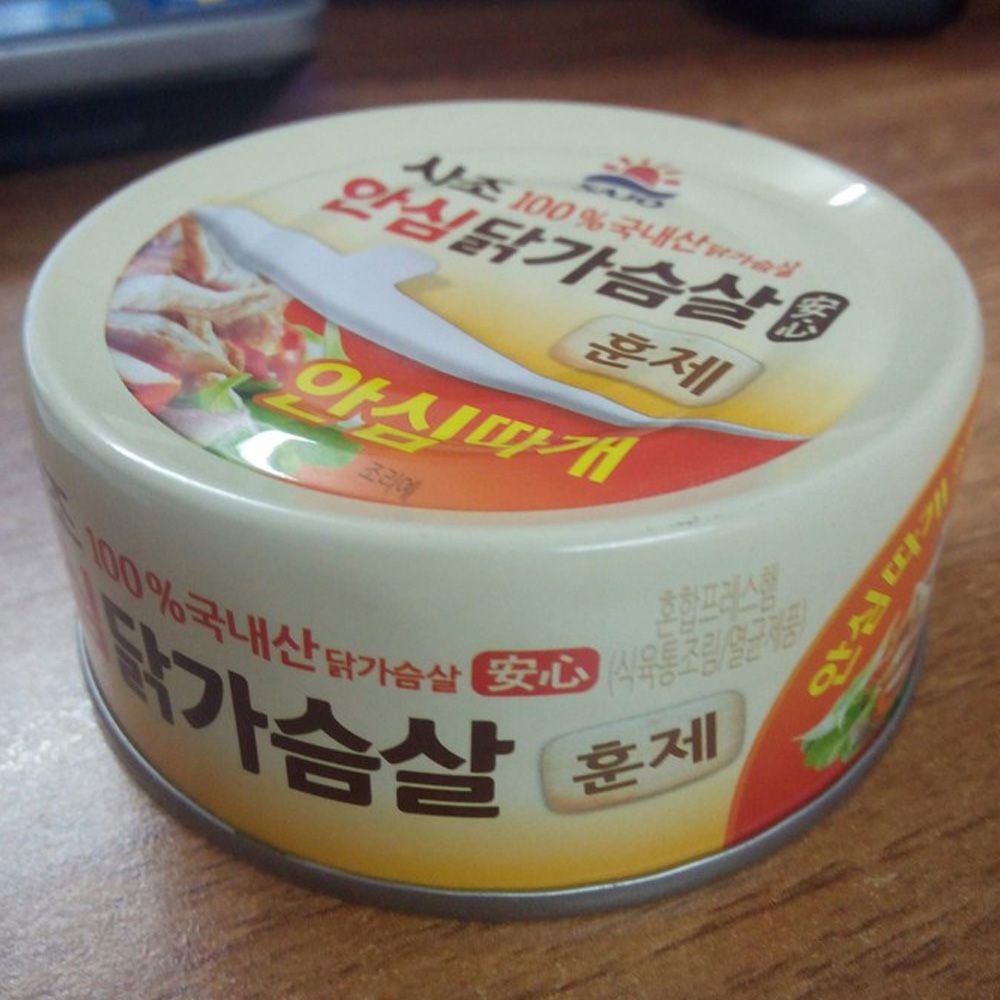 SAJO
사조 100%국내산 닭가슴살
안심닭가슴살 安心
훈제
안심따개
조리예
100%국내산 닭가슴살 安心
닭가슴살 훈제
혼합프레스햄
(식육통조림/멸균제품)
안심따개